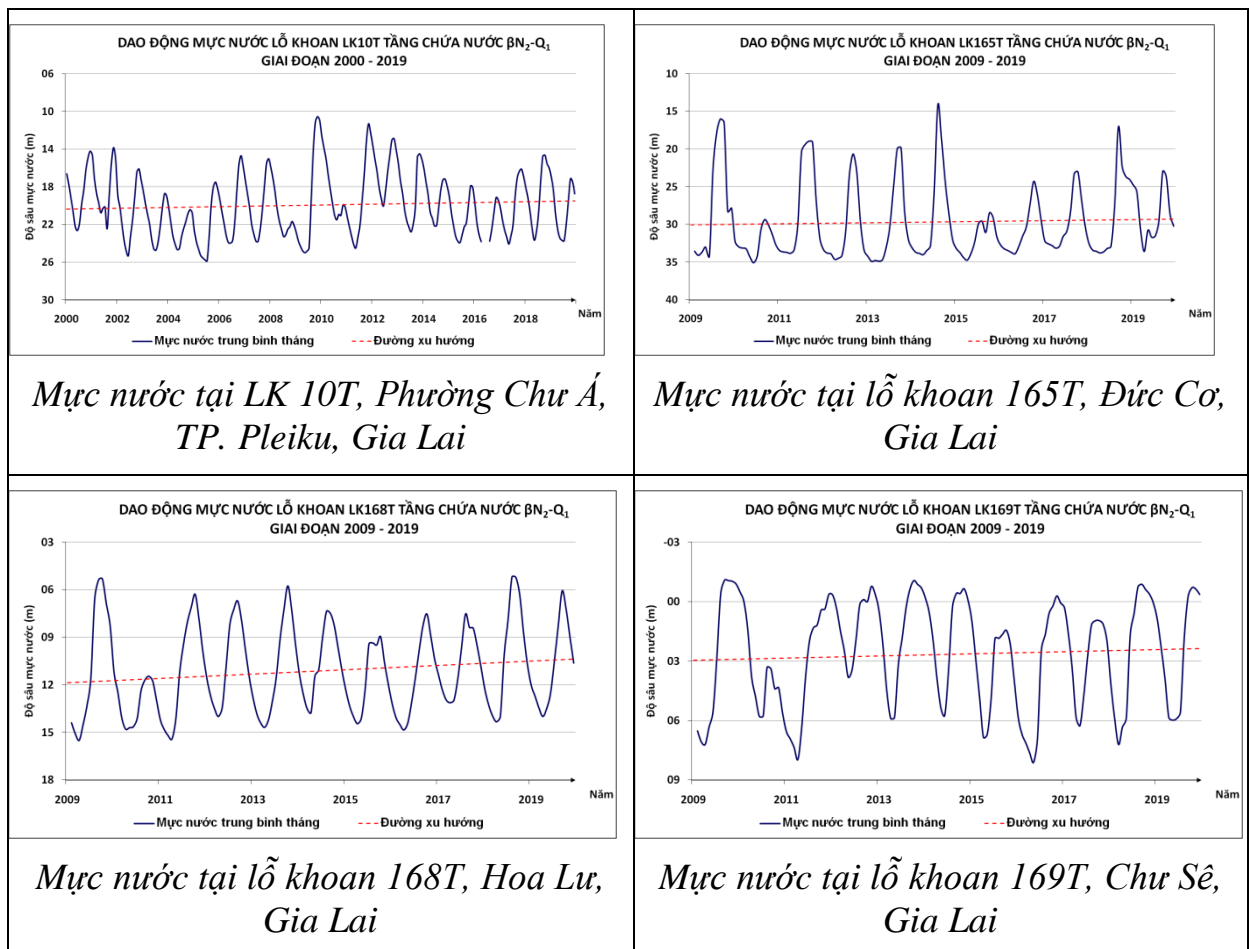 DAO ĐỘNG MỰC NƯỚC LỖ KHOAN LK10T TẦNG CHỨA NƯỚC βN₂-Q₁
GIAI ĐOẠN 2000 - 2019
Độ sâu mực nước (m)
06
10
14
18
22
26
30
2000 2002 2004 2006 2008 2010 2012 2014 2016 2018
Năm
Mực nước trung bình tháng Đường xu hướng
Mực nước tại LK 10T, Phường Chư Á,
TP. Pleiku, Gia Lai
DAO ĐỘNG MỰC NƯỚC LỖ KHOAN LK165T TẦNG CHỨA NƯỚC βN₂-Q₁
GIAI ĐOẠN 2009 - 2019
Độ sâu mực nước (m)
10
15
20
25
30
35
40
2009 2011 2013 2015 2017 2019
Năm
Mực nước trung bình tháng Đường xu hướng
Mực nước tại lỗ khoan 165T, Đức Cơ,
Gia Lai
DAO ĐỘNG MỰC NƯỚC LỖ KHOAN LK168T TẦNG CHỨA NƯỚC βN₂-Q₁
GIAI ĐOẠN 2009 - 2019
Độ sâu mực nước (m)
03
06
09
12
15
18
2009 2011 2013 2015 2017 2019
Năm
Mực nước trung bình tháng Đường xu hướng
Mực nước tại lỗ khoan 168T, Hoa Lư,
Gia Lai
DAO ĐỘNG MỰC NƯỚC LỖ KHOAN LK169T TẦNG CHỨA NƯỚC βN₂-Q₁
GIAI ĐOẠN 2009 - 2019
Độ sâu mực nước (m)
-03
00
03
06
09
2009 2011 2013 2015 2017 2019
Năm
Mực nước trung bình tháng Đường xu hướng
Mực nước tại lỗ khoan 169T, Chư Sê,
Gia Lai